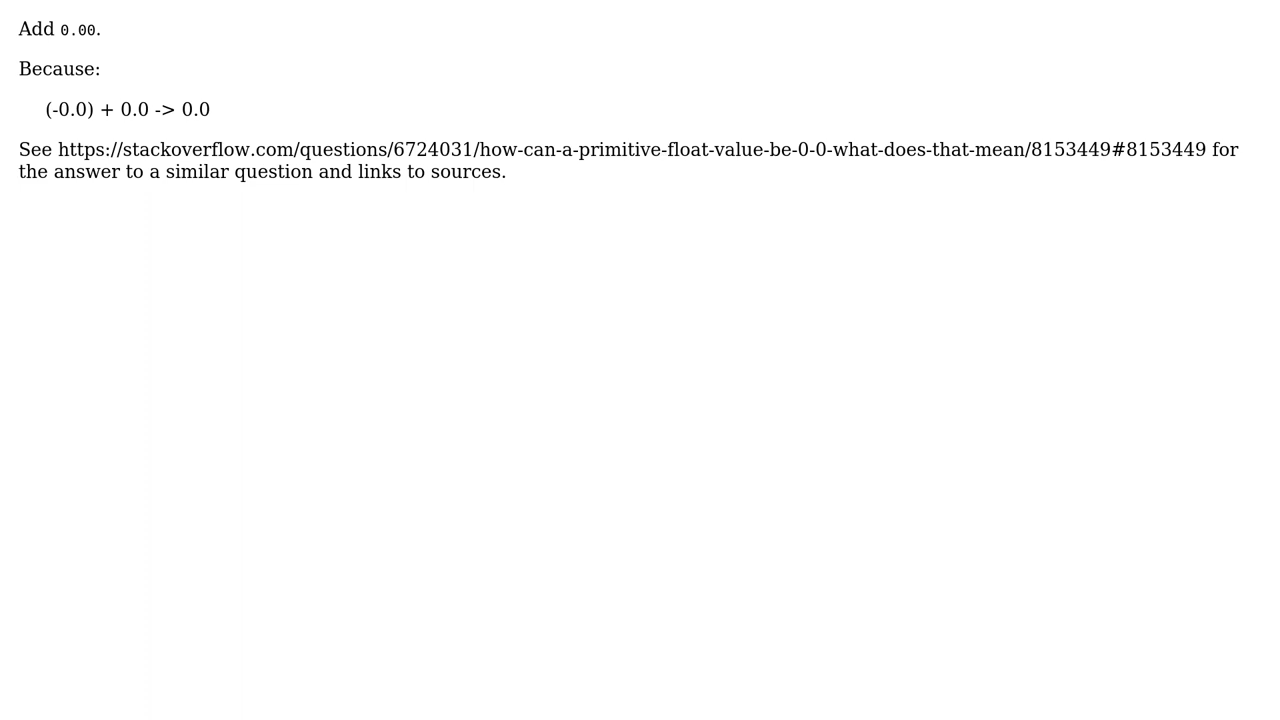 Add 0.00.
Because:
(-0.0) + 0.0 -> 0.0
See https://stackoverflow.com/questions/6724031/how-can-a-primitive-float-value-be-0-0-what-does-that-mean/8153449#8153449 for
the answer to a similar question and links to sources.